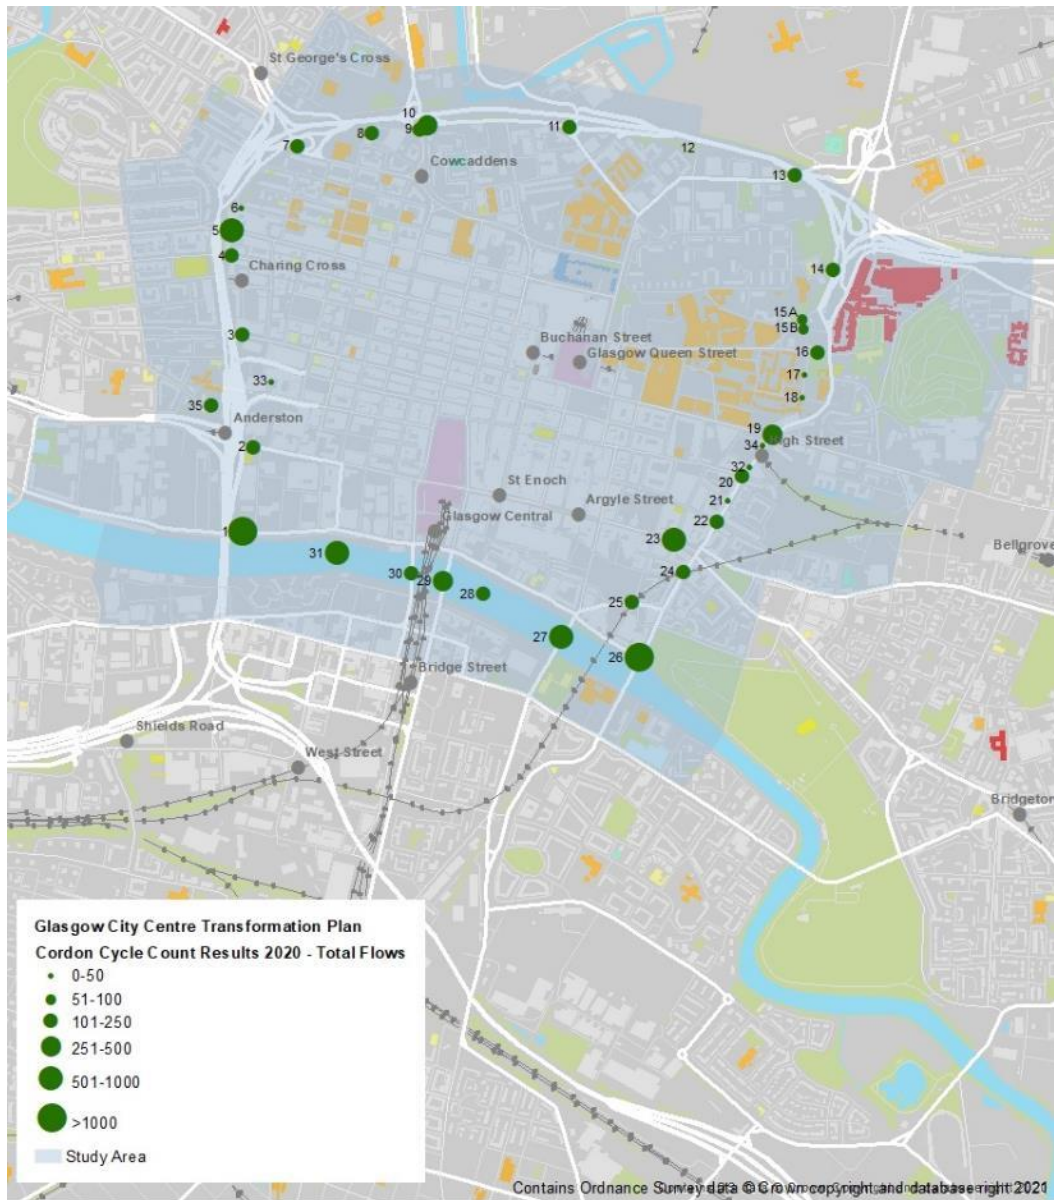 St George's Cross
10
9
8
11
12
7
Cowcaddens
13
6
5
4
Charing Cross
14
15A
15B
3
Buchanan Street
Glasgow Queen Street
16
17
33
18
35
Anderston
19
High Street
34
2
32
20
St Enoch
Argyle Street
21
22
Glasgow Central
1
23
31
Bellgrove
30
29
24
28
25
27
26
Bridge Street
Shields Road
West Street
Bridgeton
Glasgow City Centre Transformation Plan
Cordon Cycle Count Results 2020 - Total Flows
0-50
51-100
101-250
251-500
501-1000
>1000
Study Area
Contains Ordnance Survey data © Crown copyright and database right 2021